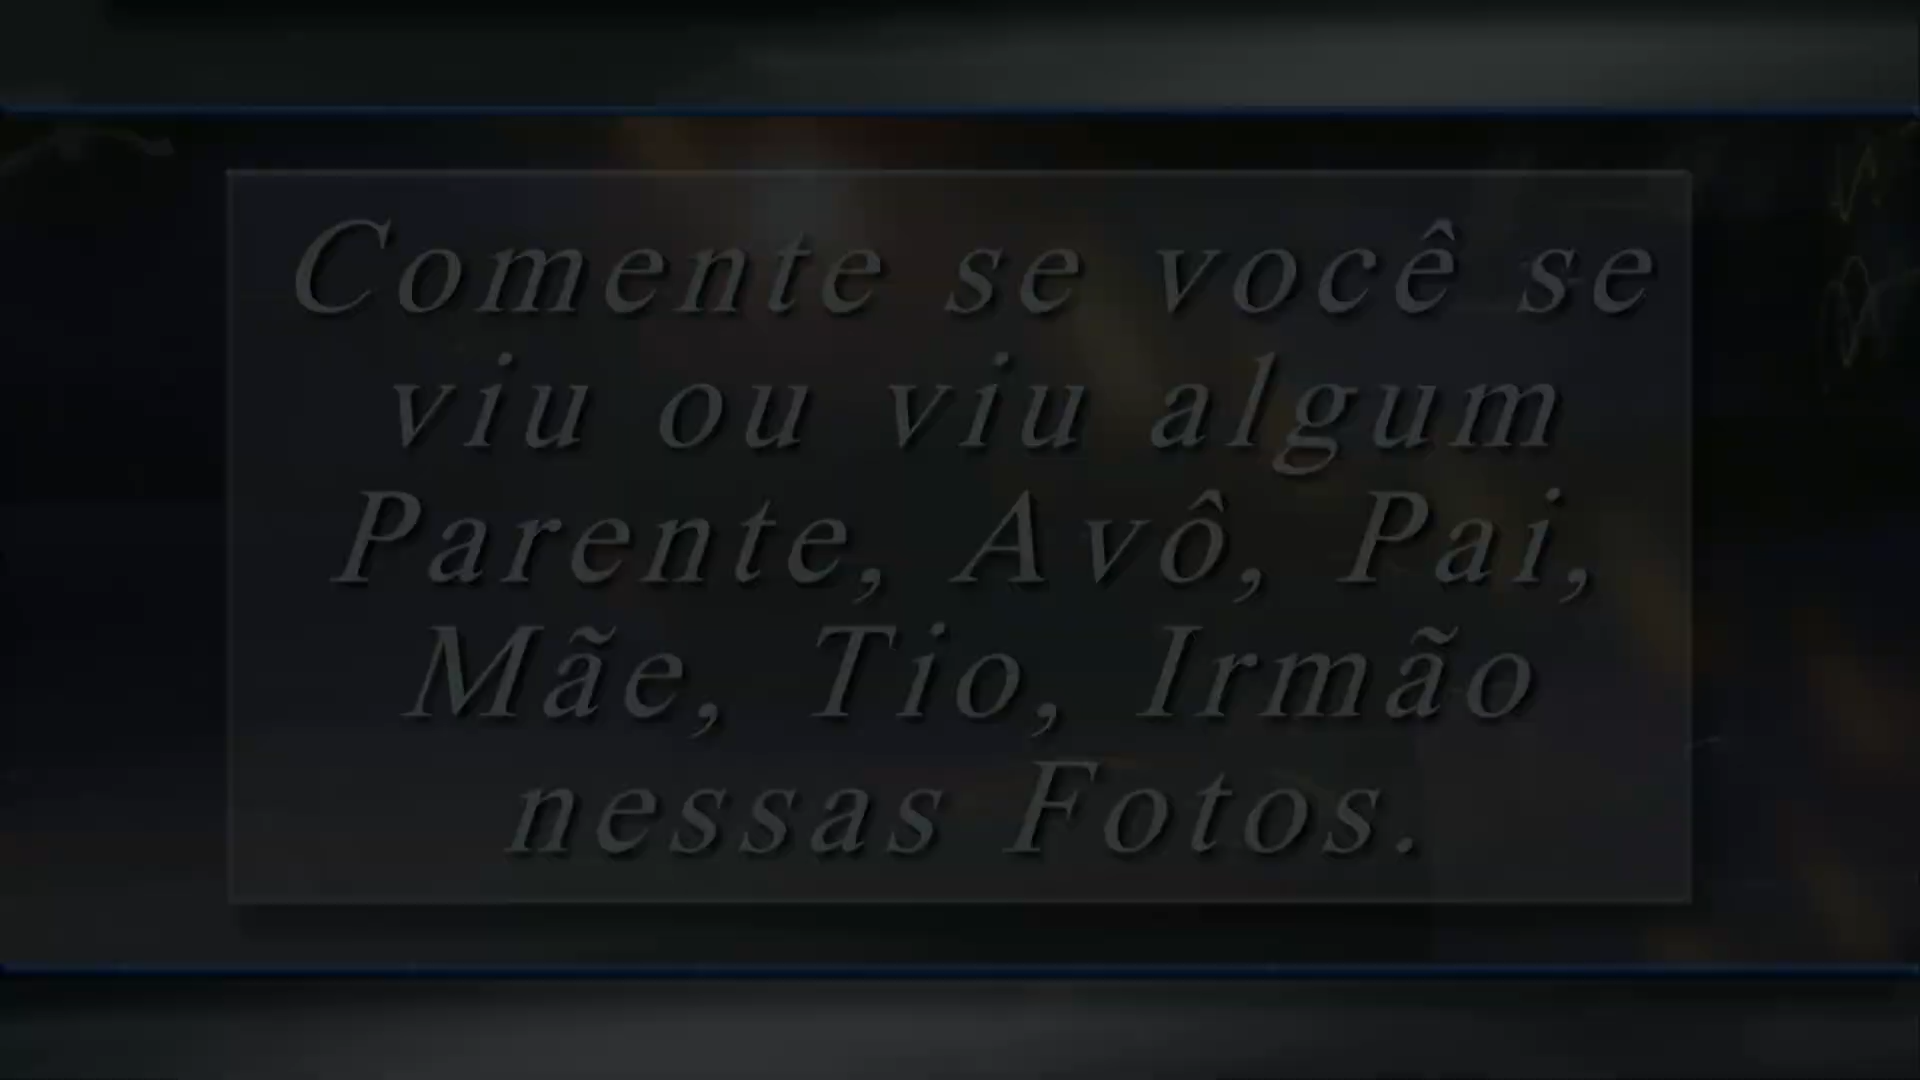 Comente se você se
viu ou viu algum
Parente, Avô, Pai,
Mãe, Tio, Irmão
nessas Fotos.